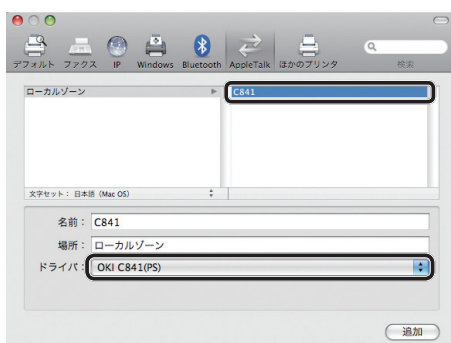 デフォルト ファクス IP Windows Bluetooth AppleTalk ほかのプリンタ 検索
ローカルゾーン C841
文字セット： 日本語 (Mac OS)
名前： C841
場所： ローカルゾーン
ドライバ： OKI C841(PS)
追加